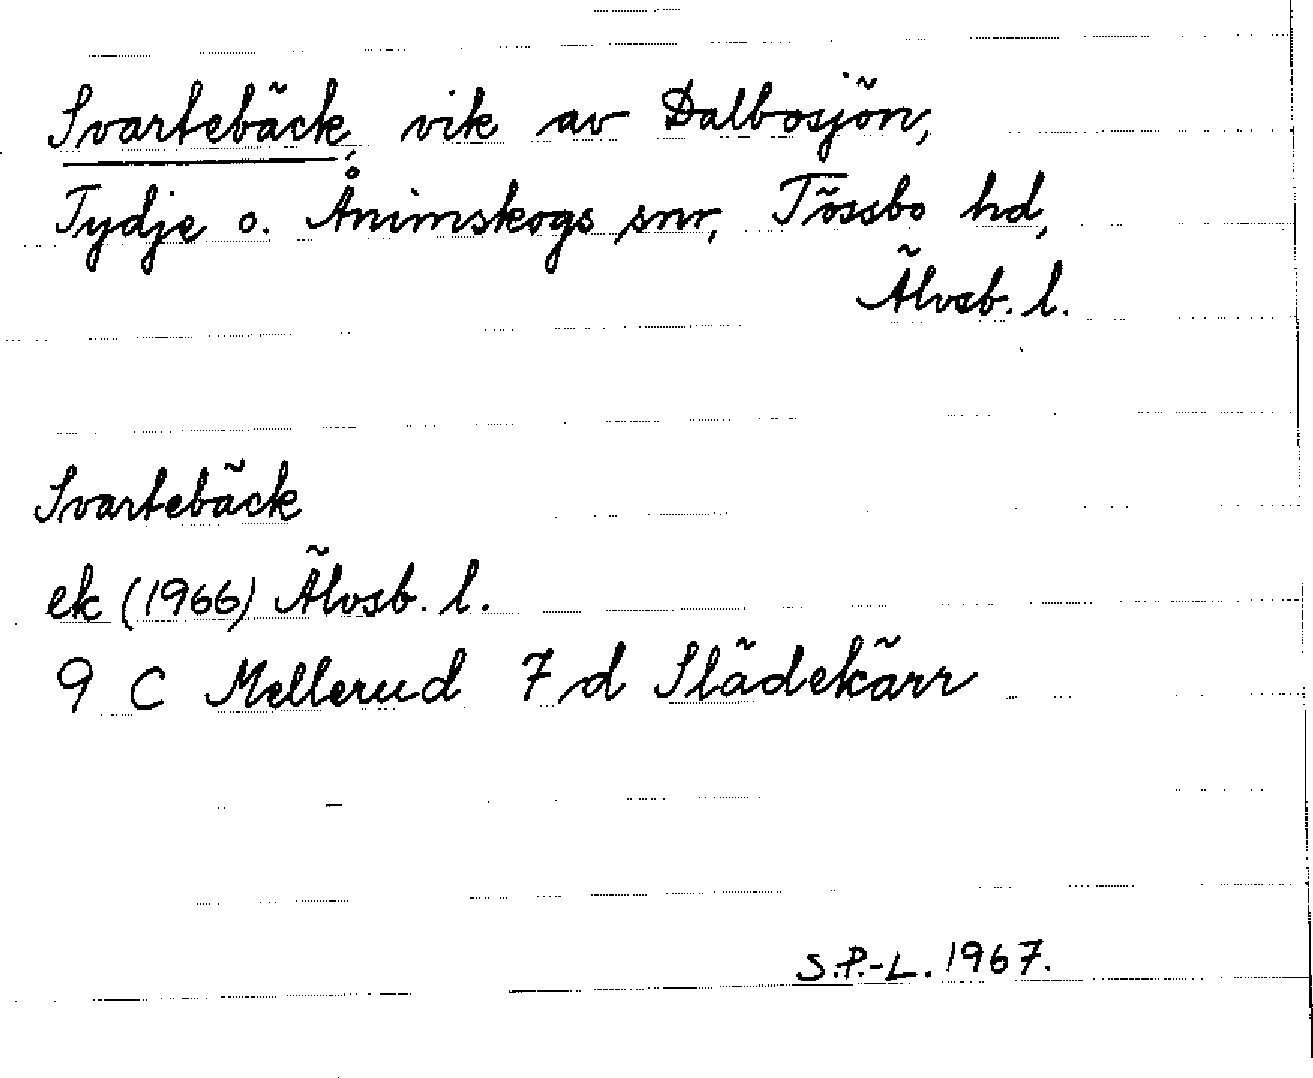 Svartebäck, vik av Dalbosjön,
Tydje o. Ånimskogs snr, Tössbo hd,
Älvsb. l.
Svartebäck
ek (1966) Älvsb. l.
9 C Mellerud 7 d Slädekärr
S.P.-L. 1967.